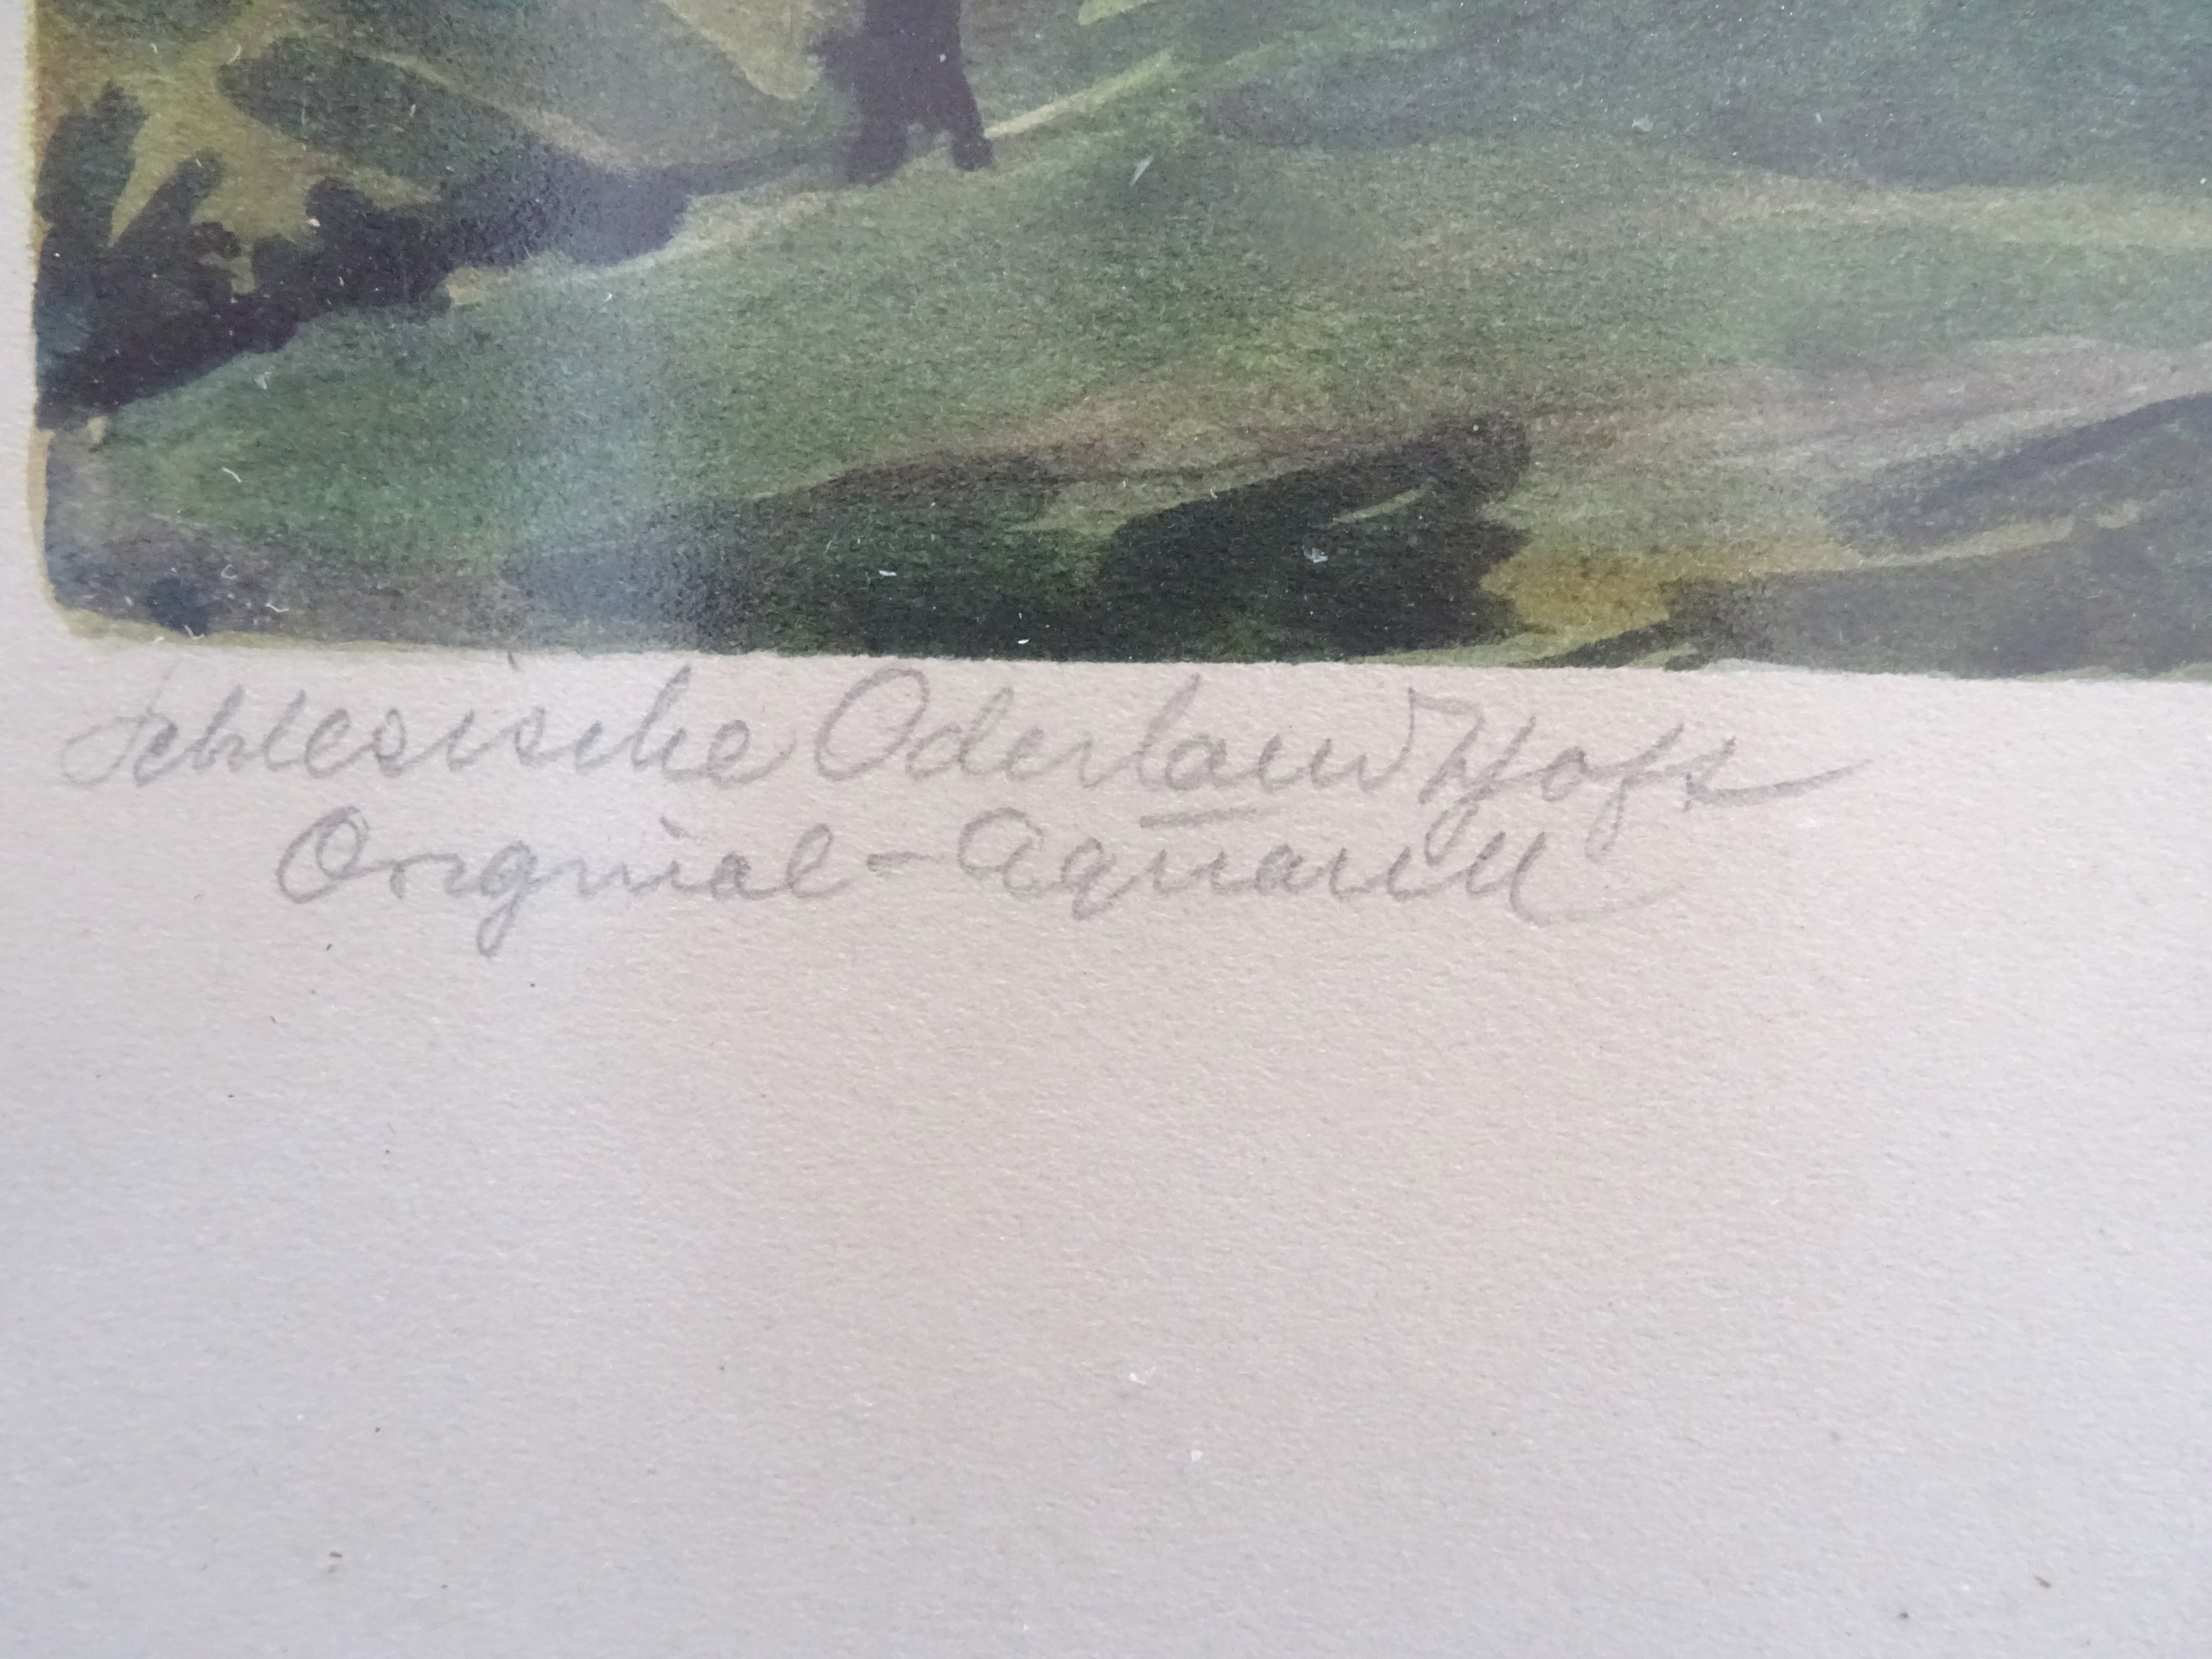 Schlesische Oderlandschaft
Original-Aquarell